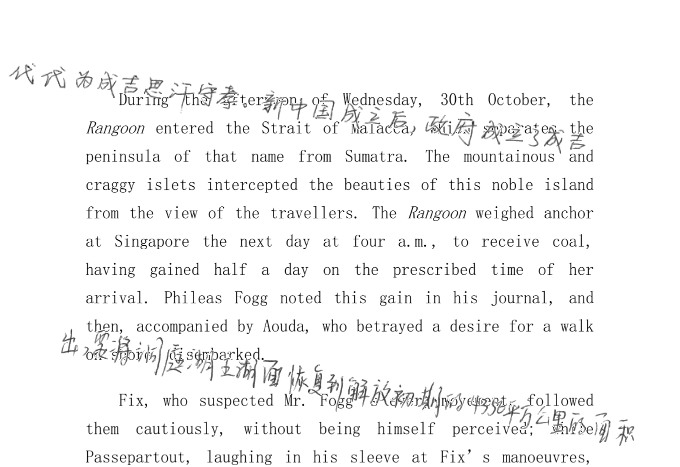 代代为成吉思汗守孝。新中国成立后，政府成立了成吉
During that afternoon of Wednesday, 30th October, the
Rangoon entered the Strait of Malacca, which separates the
peninsula of that name from Sumatra. The mountainous and
craggy islets intercepted the beauties of this noble island
from the view of the travellers. The Rangoon weighed anchor
at Singapore the next day at four a.m., to receive coal,
having gained half a day on the prescribed time of her
arrival. Phileas Fogg noted this gain in his journal, and
then, accompanied by Aouda, who betrayed a desire for a walk
on shore, disembarked.
出,要将洞庭湖主湖面恢复到解放初期的4350平方公里的面积
Fix, who suspected Mr. Fogg's every movement, followed
them cautiously, without being himself perceived; while
Passepartout, laughing in his sleeve at Fix's manoeuvres,